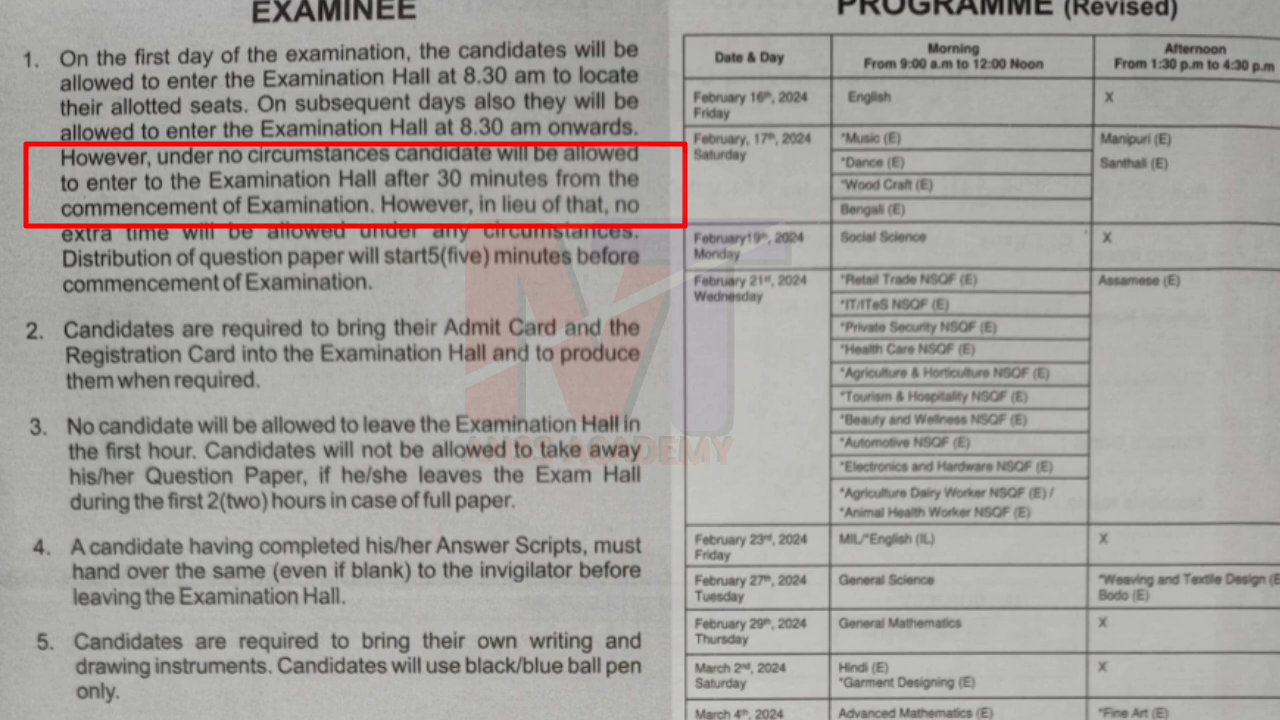 EXAMINEE
1. On the first day of the examination, the candidates will be
allowed to enter the Examination Hall at 8.30 am to locate
their allotted seats. On subsequent days also they will be
allowed to enter the Examination Hall at 8.30 am onwards.
However, under no circumstances candidate will be allowed
to enter to the Examination Hall after 30 minutes from the
commencement of Examination. However, in lieu of that, no
extra time will be allowed under any circumstances.
Distribution of question paper will start5(five) minutes before
commencement of Examination.
2. Candidates are required to bring their Admit Card and the
Registration Card into the Examination Hall and to produce
them when required.
3. No candidate will be allowed to leave the Examination Hall in
the first hour. Candidates will not be allowed to take away
his/her Question Paper, if he/she leaves the Exam Hall
during the first 2(two) hours in case of full paper.
4. A candidate having completed his/her Answer Scripts, must
hand over the same (even if blank) to the invigilator before
leaving the Examination Hall.
5. Candidates are required to bring their own writing and
drawing instruments. Candidates will use black/blue ball pen
only.
PROGRAMME (Revised)
Date & Day
Morning
From 9:00 a.m to 12:00 Noon
Afternoon
From 1:30 p.m to 4:30 p.m
February 16th, 2024
Friday
English
X
February, 17th, 2024
Saturday
*Music (E)
*Dance (E)
*Wood Craft (E)
Bengali (E)
Manipuri (E)
Santhali (E)
February19th, 2024
Monday
Social Science
X
February 21st, 2024
Wednesday
*Retail Trade NSQF (E)
*IT/ITeS NSQF (E)
*Private Security NSQF (E)
*Health Care NSQF (E)
*Agriculture & Horticulture NSQF (E)
*Tourism & Hospitality NSQF (E)
*Beauty and Wellness NSQF (E)
*Automotive NSQF (E)
*Electronics and Hardware NSQF (E)
*Agriculture Dairy Worker NSQF (E) /
*Animal Health Worker NSQF (E)
Assamese (E)
February 23rd, 2024
Friday
MIL/*English (IL)
X
February 27th, 2024
Tuesday
General Science
*Weaving and Textile Design (E
Bodo (E)
February 29th, 2024
Thursday
General Mathematics
X
March 2nd, 2024
Saturday
Hindi (E)
*Garment Designing (E)
X
March 4th, 2024
Advanced Mathematics (E)
*Fine Art (E)
ACADEMY